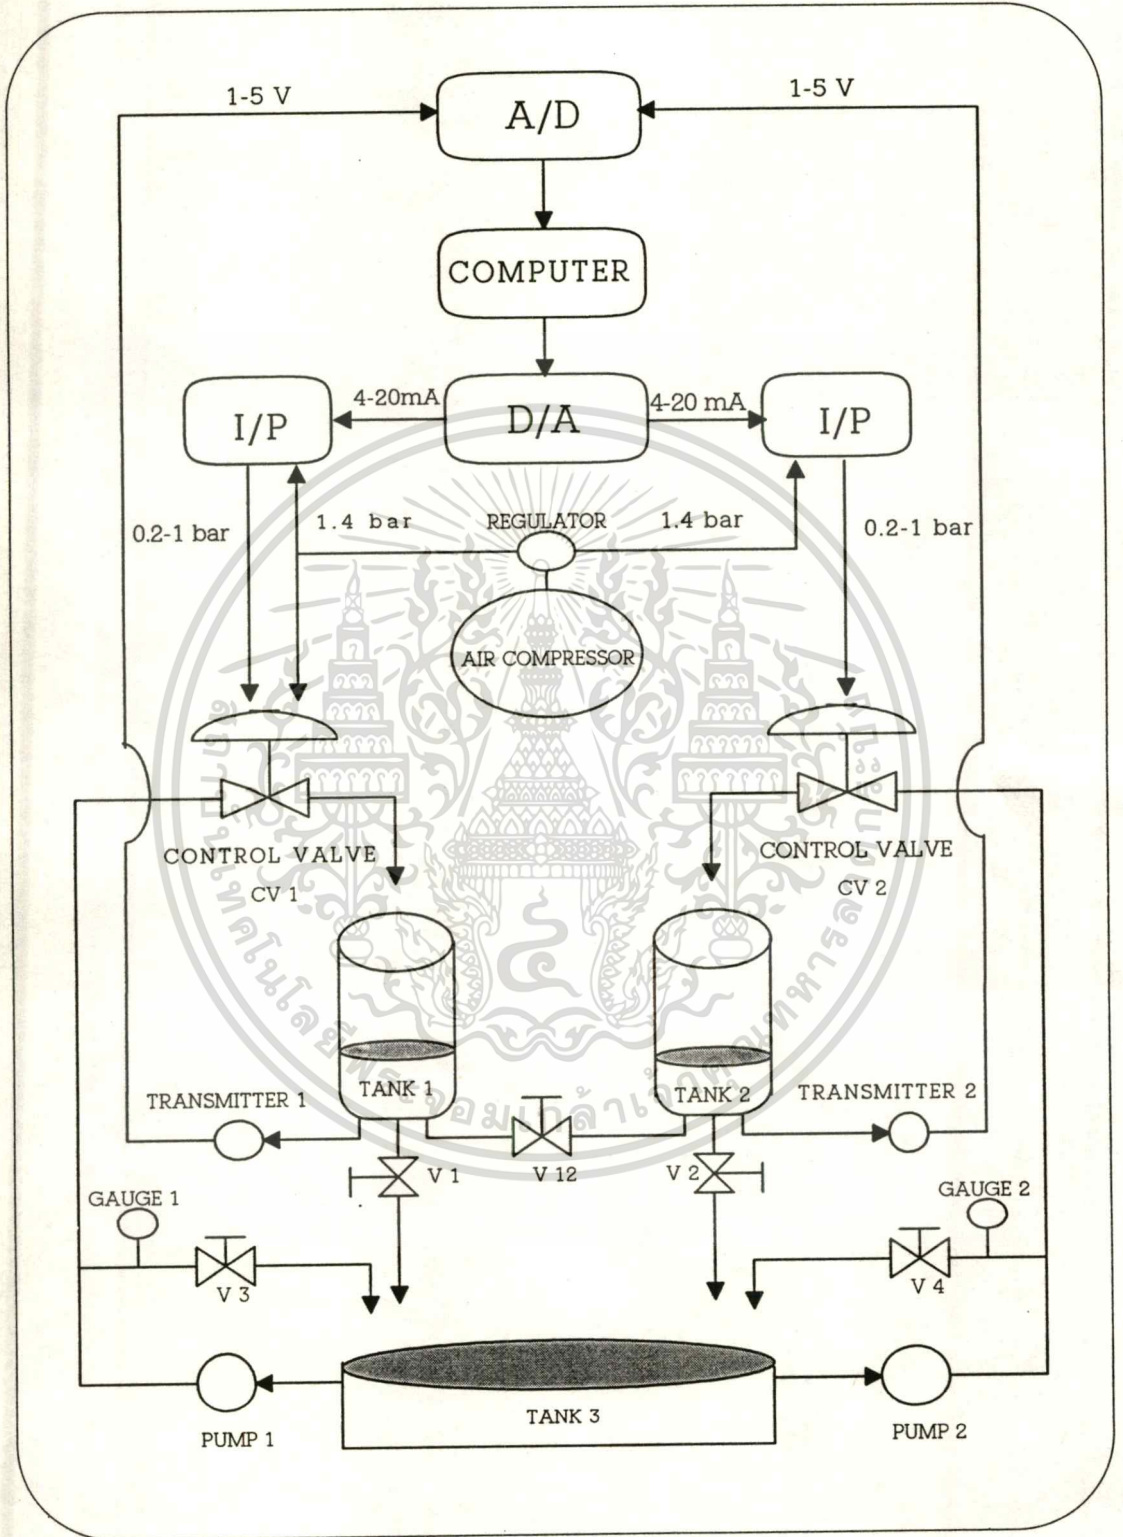 1-5 V
1-5 V
A/D
COMPUTER
4-20mA
D/A
4-20 mA
I/P
I/P
0.2-1 bar
1.4 bar
REGULATOR
1.4 bar
0.2-1 bar
AIR COMPRESSOR
CONTROL VALVE
CV 1
CONTROL VALVE
CV 2
TANK 1
TANK 2
TRANSMITTER 1
TRANSMITTER 2
V 1
V 12
V 2
GAUGE 1
GAUGE 2
V 3
V 4
TANK 3
PUMP 1
PUMP 2